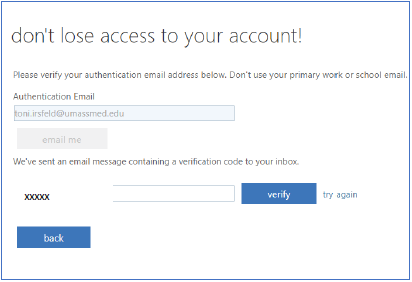 don't lose access to your account!
Please verify your authentication email address below. Don't use your primary work or school email.
Authentication Email
toni.irsfeld@umassmed.edu
email me
We've sent an email message containing a verification code to your inbox.
xxxxx verify try again
back